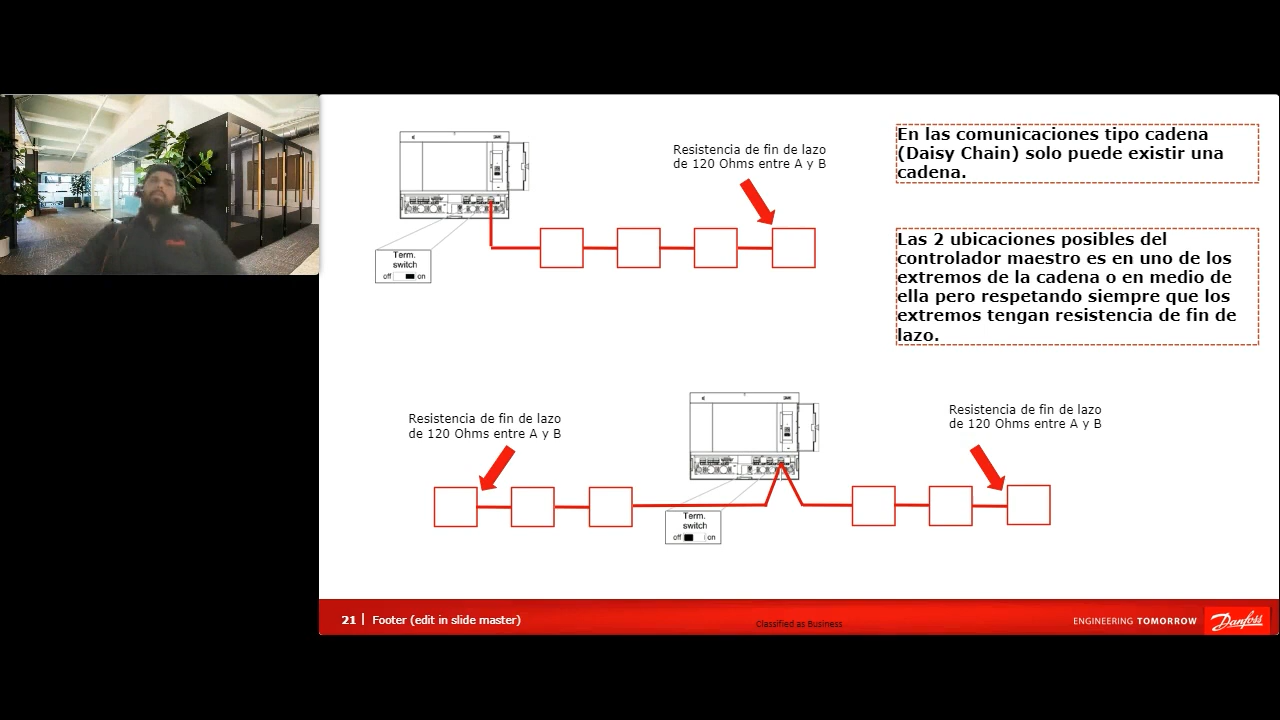 Resistencia de fin de lazo
de 120 Ohms entre A y B
En las comunicaciones tipo cadena
(Daisy Chain) solo puede existir una
cadena.
Term.
switch
off on
Las 2 ubicaciones posibles del
controlador maestro es en uno de los
extremos de la cadena o en medio de
ella pero respetando siempre que los
extremos tengan resistencia de fin de
lazo.
Resistencia de fin de lazo
de 120 Ohms entre A y B
Resistencia de fin de lazo
de 120 Ohms entre A y B
Term.
switch
off on
21 | Footer (edit in slide master)
Classified as Business
ENGINEERING TOMORROW
Danfoss